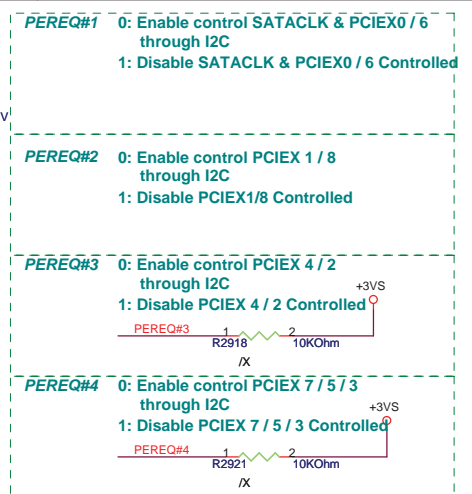 PEREQ#1 0: Enable control SATACLK & PCIEX0 / 6
through I2C
1: Disable SATACLK & PCIEX0 / 6 Controlled
V
PEREQ#2 0: Enable control PCIEX 1 / 8
through I2C
1: Disable PCIEX1/8 Controlled
PEREQ#3 0: Enable control PCIEX 4 / 2
through I2C
+3VS
1: Disable PCIEX 4 / 2 Controlled
PEREQ#3 1 2
R2918 10KOhm
/X
PEREQ#4 0: Enable control PCIEX 7 / 5 / 3
through I2C
+3VS
1: Disable PCIEX 7 / 5 / 3 Controlled
PEREQ#4 1 2
R2921 10KOhm
/X